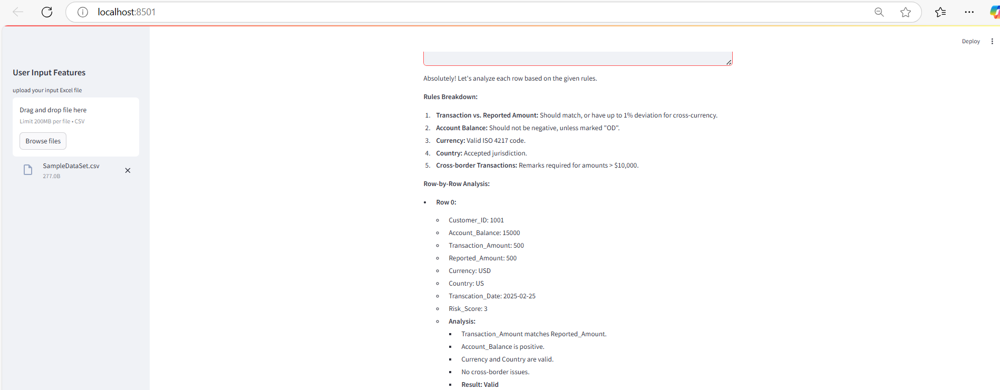 localhost:8501
Deploy
User Input Features
upload your input Excel file
Drag and drop file here
Limit 200MB per file • CSV
Browse files
SampleDataSet.csv
277.0B
Absolutely! Let's analyze each row based on the given rules.
Rules Breakdown:
1. Transaction vs. Reported Amount: Should match, or have up to 1% deviation for cross-currency.
2. Account Balance: Should not be negative, unless marked "OD".
3. Currency: Valid ISO 4217 code.
4. Country: Accepted jurisdiction.
5. Cross-border Transactions: Remarks required for amounts > $10,000.
Row-by-Row Analysis:
• Row 0:
◦ Customer_ID: 1001
◦ Account_Balance: 15000
◦ Transaction_Amount: 500
◦ Reported_Amount: 500
◦ Currency: USD
◦ Country: US
◦ Transcation_Date: 2025-02-25
◦ Risk_Score: 3
◦ Analysis:
▪ Transaction_Amount matches Reported_Amount.
▪ Account_Balance is positive.
▪ Currency and Country are valid.
▪ No cross-border issues.
▪ Result: Valid